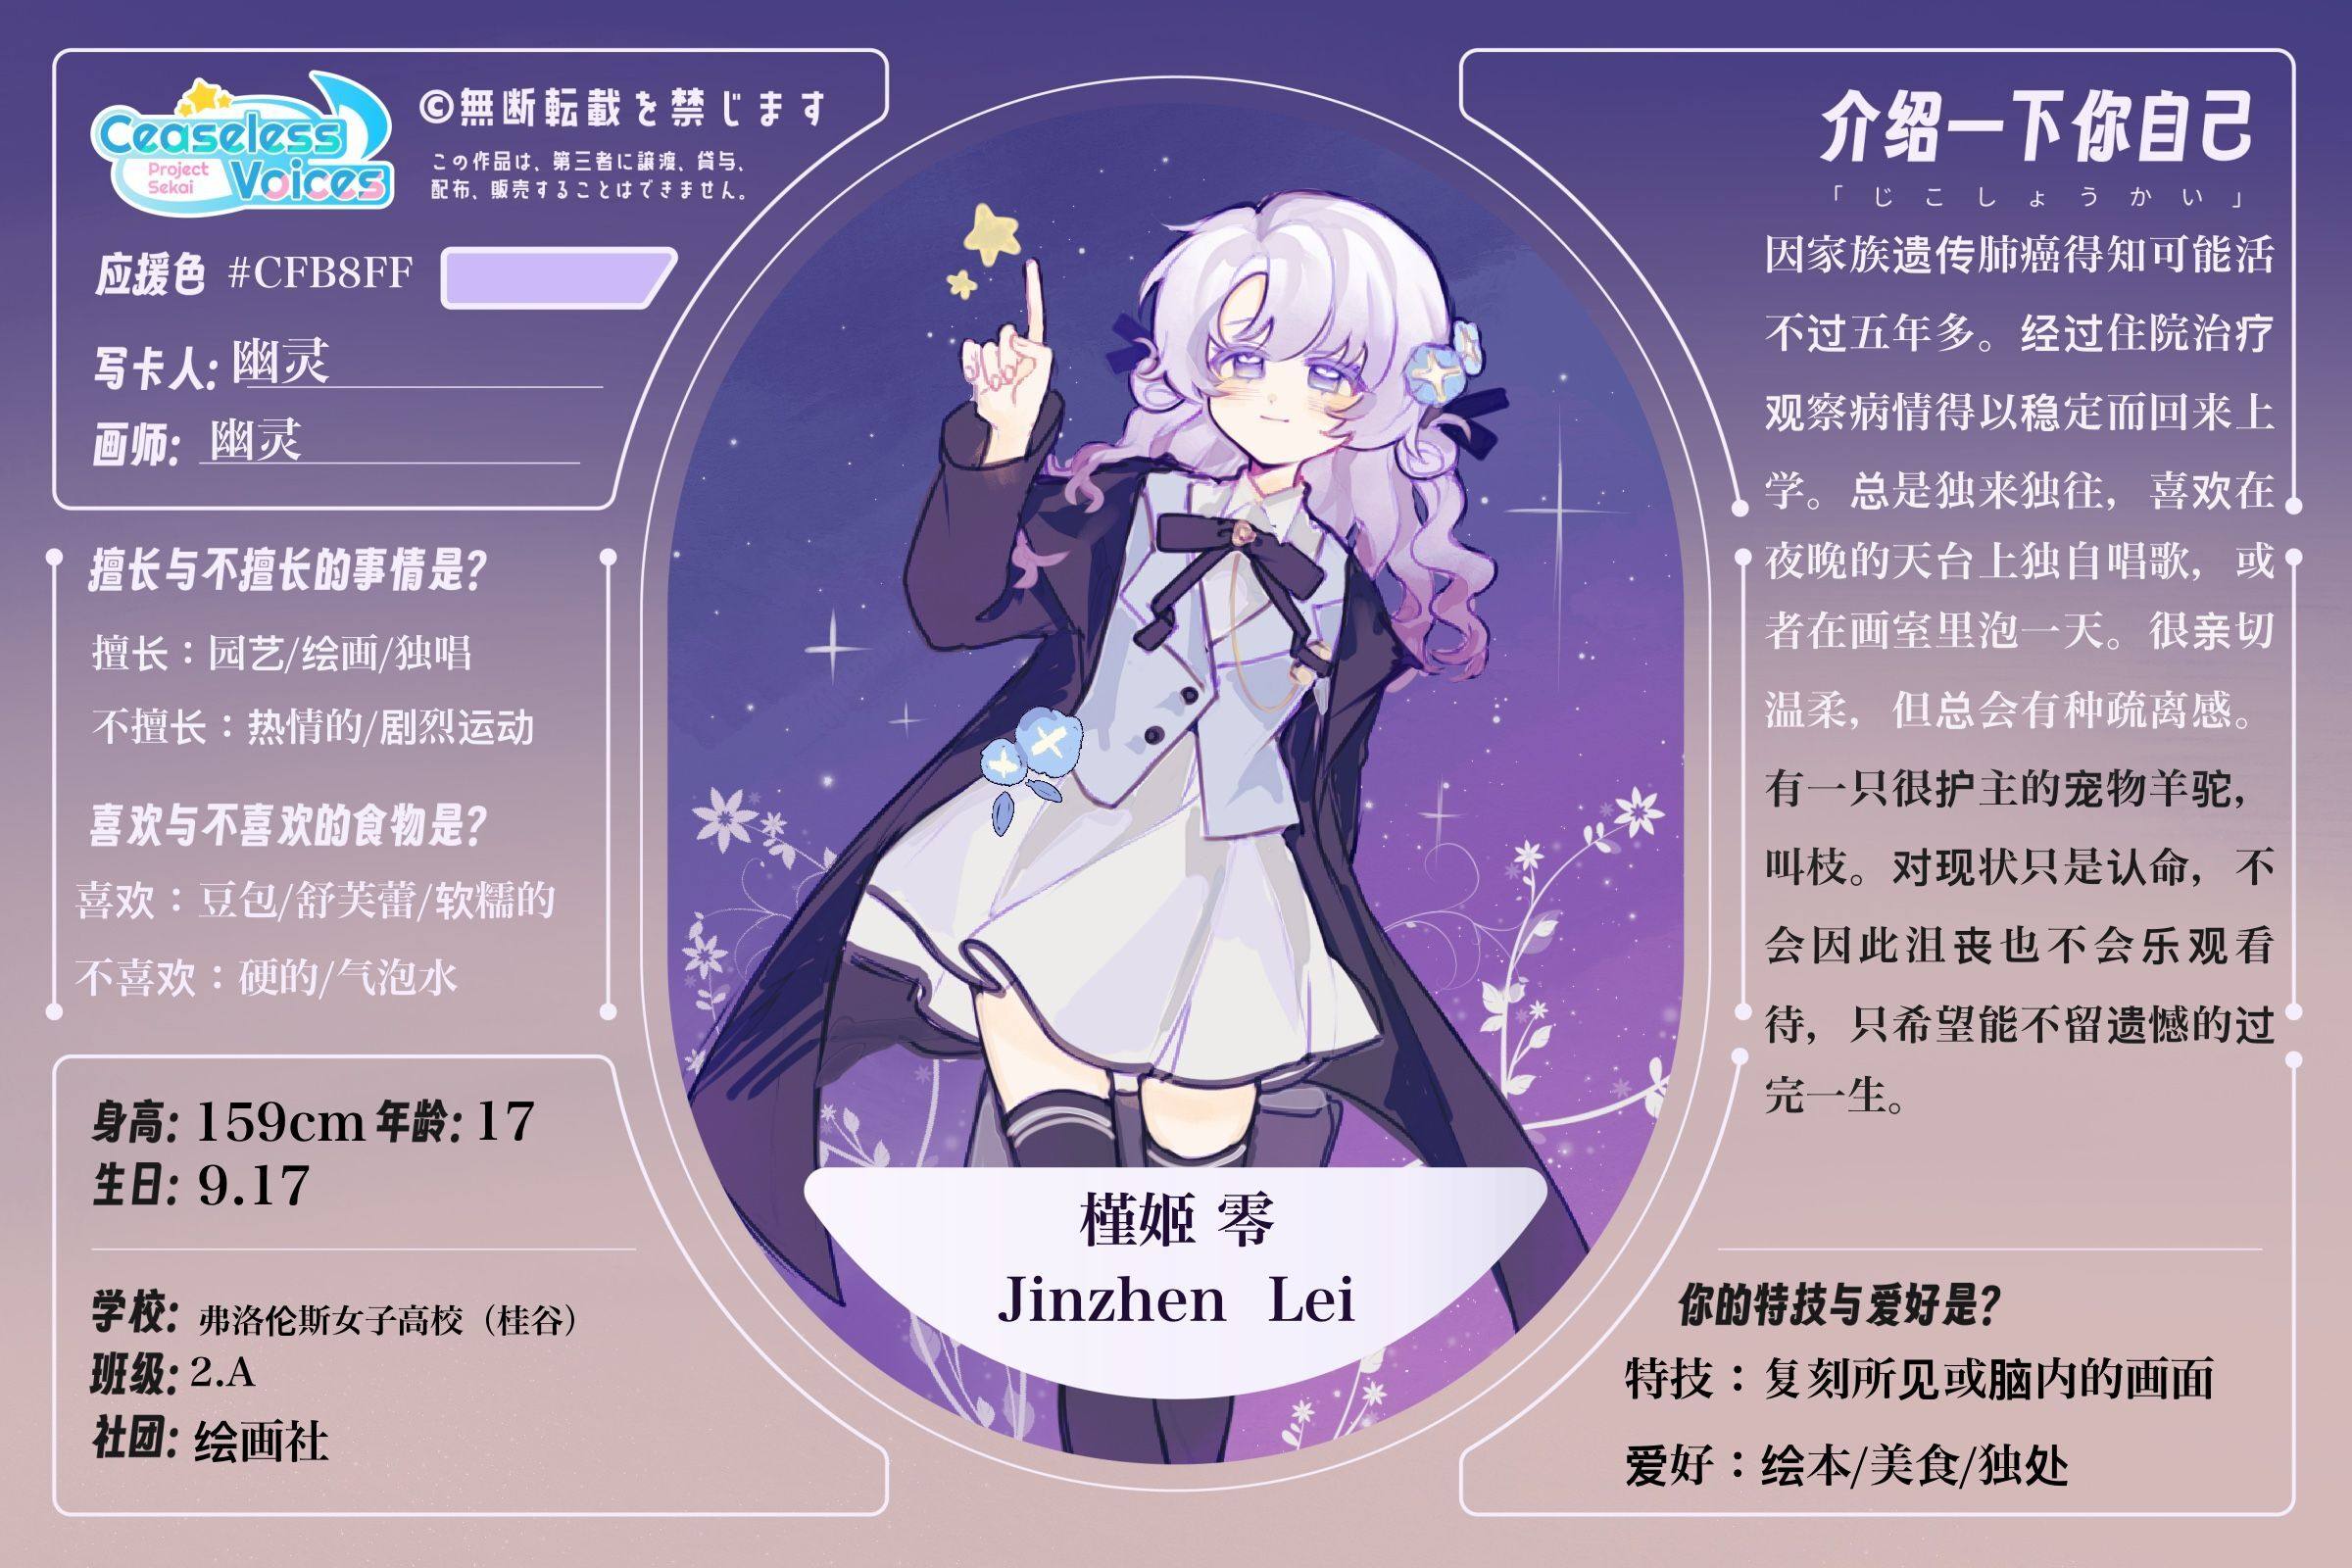 Ceaseless
Project
Sekai
Voices
©無断転載を禁じます
この作品は、第三者に譲渡、貸与、
配布、販売することはできません。
应援色 #CFB8FF
写卡人: 幽灵
画师: 幽灵
擅长与不擅长的事情是?
擅长：园艺/绘画/独唱
不擅长：热情的/剧烈运动
喜欢与不喜欢的食物是?
喜欢：豆包/舒芙蕾/软糯的
不喜欢：硬的/气泡水
身高: 159cm 年龄: 17
生日: 9.17
学校: 弗洛伦斯女子高校（桂谷）
班级: 2.A
社团: 绘画社
槿姬 零
Jinzhen Lei
介绍一下你自己
「じこしょうかい」
因家族遗传肺癌得知可能活
不过五年多。经过住院治疗
观察病情得以稳定而回来上
学。总是独来独往，喜欢在
夜晚的天台上独自唱歌，或
者在画室里泡一天。很亲切
温柔，但总会有种疏离感。
有一只很护主的宠物羊驼，
叫枝。对现状只是认命，不
会因此沮丧也不会乐观看
待，只希望能不留遗憾的过
完一生。
你的特技与爱好是?
特技：复刻所见或脑内的画面
爱好：绘本/美食/独处